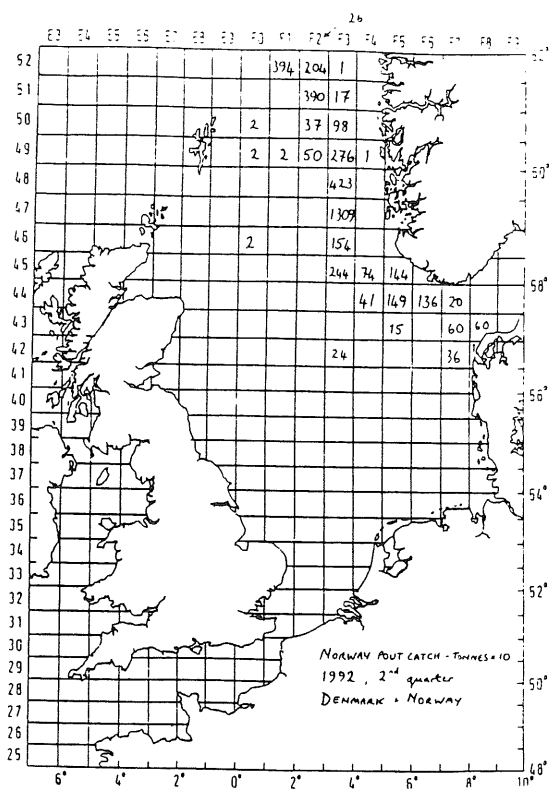 26
E3 E4 E5 E6 E7 E8 E9 F0 F1 F2 F3 F4 F5 F6 F7 F8 F9
52 394 204 1
51 390 17
50 2 37 98
49 2 2 50 276 1 60°
48 423
47 1309
46 2 154
45 244 74 144 58°
44 41 149 136 20
43 15 60 60
42 24 36
41 56°
40
39
38
37 54°
36
35
34
33 52°
32
31
30 NORWAY POUT CATCH - TONNES × 10
29 1992, 2nd quarter 50°
28 DENMARK + NORWAY
27
26
25 48°
6° 4° 2° 0° 2° 4° 6° 8° 10°